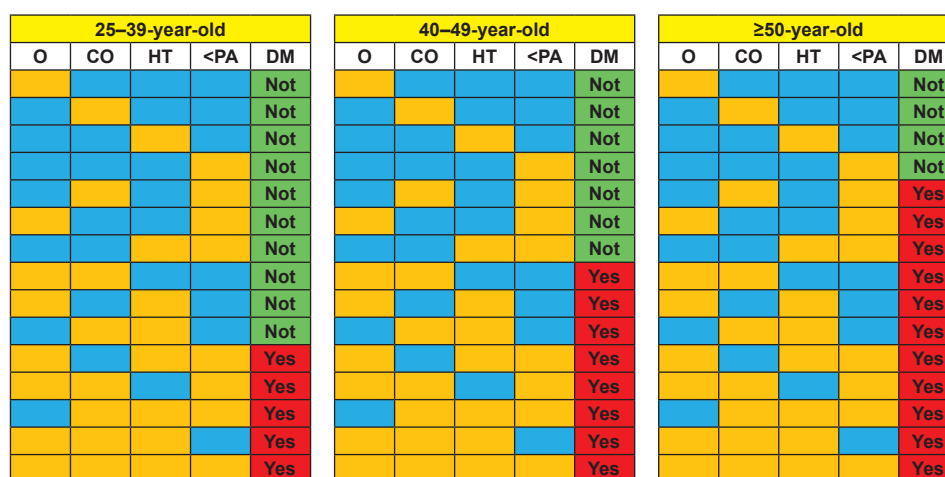 25–39-year-old 40–49-year-old ≥50-year-old
O CO HT <PA DM O CO HT <PA DM O CO HT <PA DM
Not Not Not
Not Not Not
Not Not Not
Not Not Not
Not Not Yes
Not Not Yes
Not Not Yes
Not Yes Yes
Not Yes Yes
Not Yes Yes
Yes Yes Yes
Yes Yes Yes
Yes Yes Yes
Yes Yes Yes
Yes Yes Yes